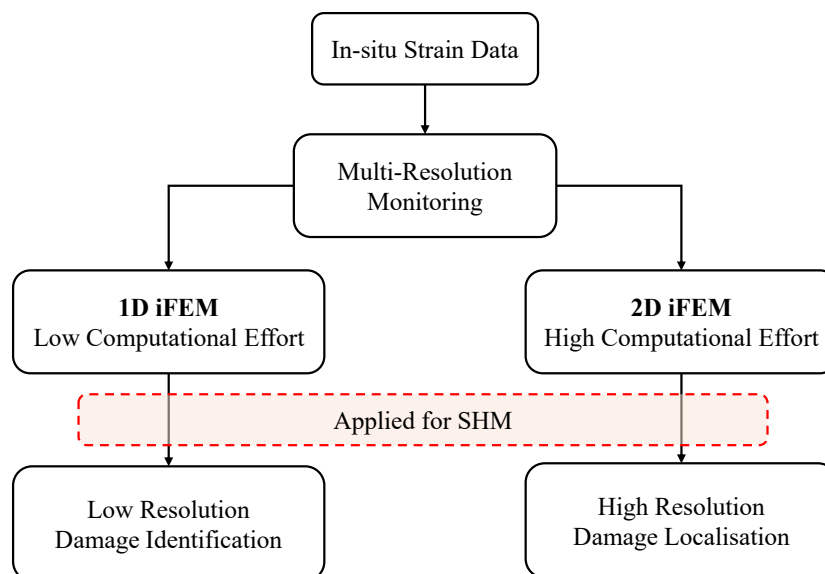 In-situ Strain Data
Multi-Resolution
Monitoring
1D iFEM
Low Computational Effort
2D iFEM
High Computational Effort
Applied for SHM
Low Resolution
Damage Identification
High Resolution
Damage Localisation